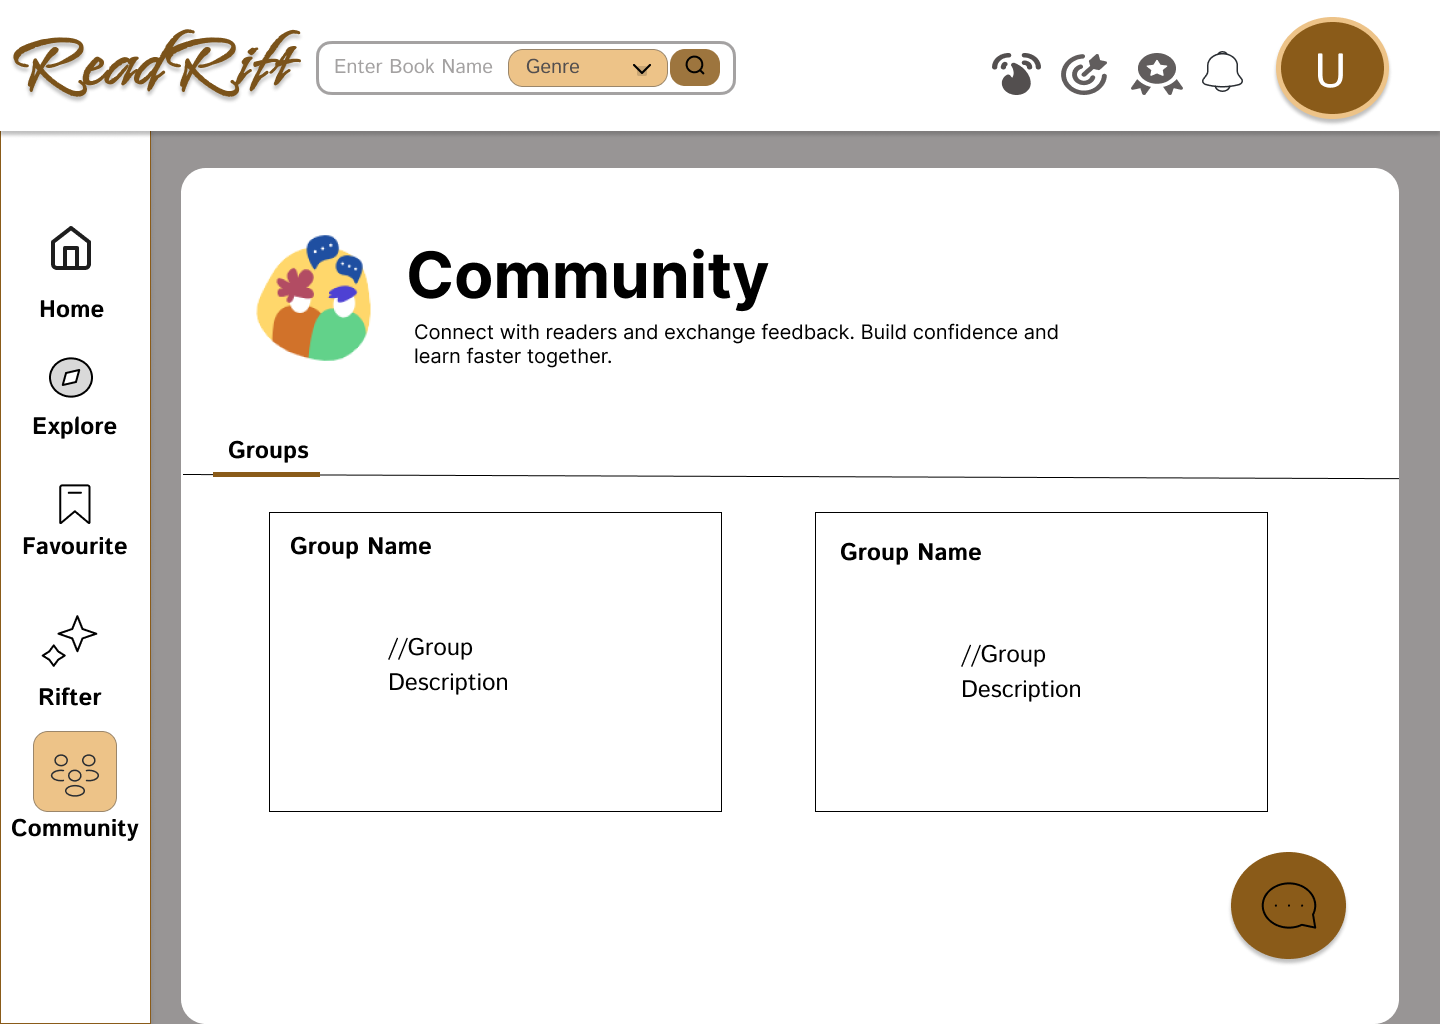 ReadRift
Enter Book Name
Genre
U
Home
Explore
Favourite
Rifter
Community
Community
Connect with readers and exchange feedback. Build confidence and
learn faster together.
Groups
Group Name
//Group
Description
Group Name
//Group
Description